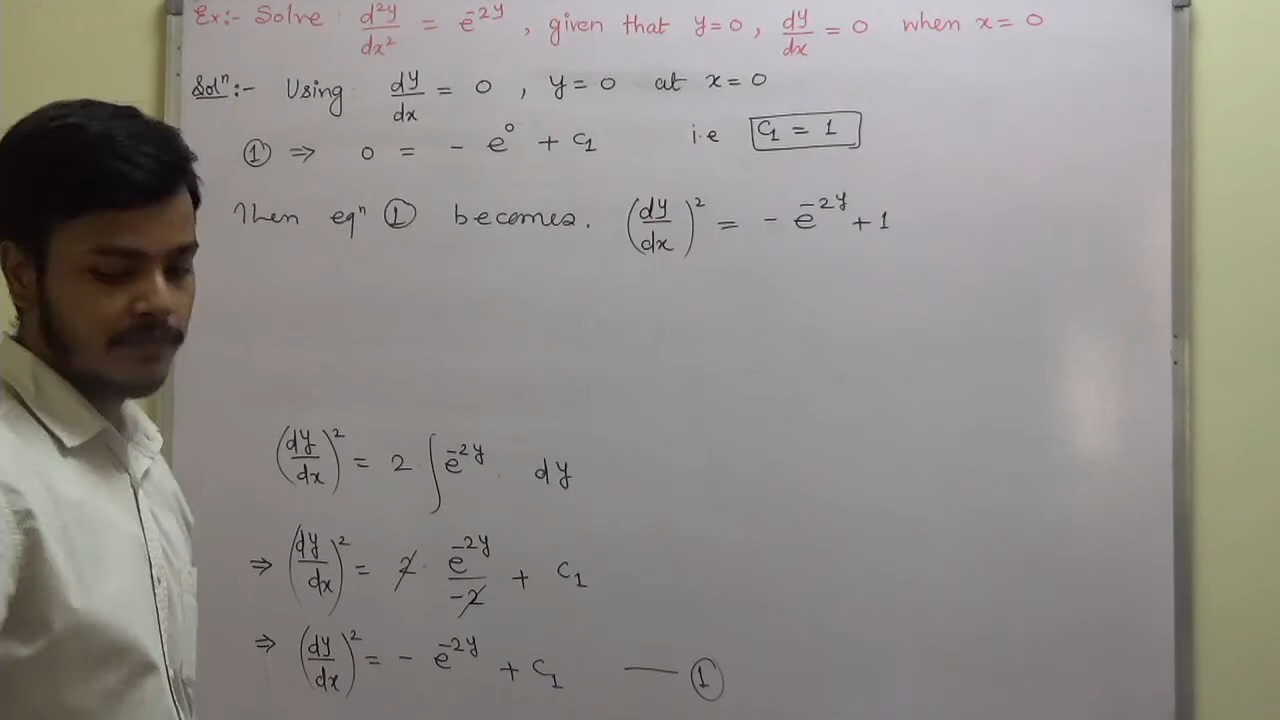 Ex:- Solve : d²y/dx² = e^-2y , given that y=0 , dy/dx = 0 when x=0
Solⁿ:- Using dy/dx = 0 , y=0 at x=0
① ⇒ 0 = - e^0 + C₁ i.e C₁ = 1
Then eqⁿ ① becomes. (dy/dx)² = - e^-2y + 1
(dy/dx)² = 2 ∫ e^-2y dy
⇒ (dy/dx)² = 2 . e^-2y/-2 + C₁
⇒ (dy/dx)² = - e^-2y + C₁ — ①